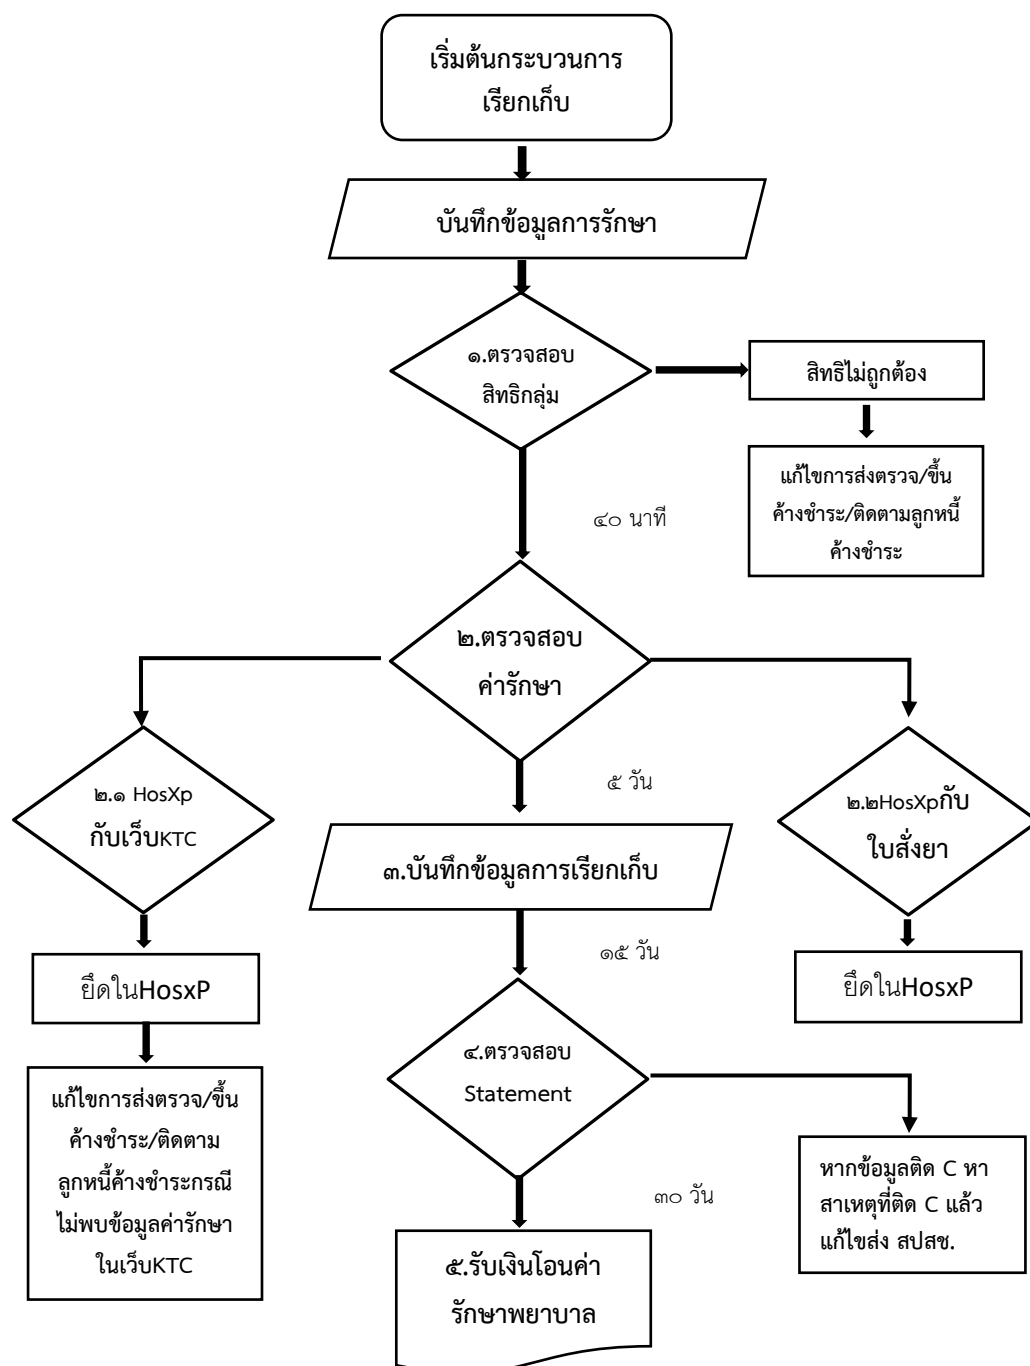 เริ่มต้นกระบวนการ
เรียกเก็บ
บันทึกข้อมูลการรักษา
๑.ตรวจสอบ
สิทธิกลุ่ม
สิทธิไม่ถูกต้อง
แก้ไขการส่งตรวจ/ขึ้น
ค้างชำระ/ติดตามลูกหนี้
ค้างชำระ
๔๐ นาที
๒.ตรวจสอบ
ค่ารักษา
๒.๑ HosXp
กับเว็บKTC
๕ วัน
๒.๒HosXpกับ
ใบสั่งยา
๓.บันทึกข้อมูลการเรียกเก็บ
๑๕ วัน
ยึดในHosxP
ยึดในHosxP
๔.ตรวจสอบ
Statement
แก้ไขการส่งตรวจ/ขึ้น
ค้างชำระ/ติดตาม
ลูกหนี้ค้างชำระกรณี
ไม่พบข้อมูลค่ารักษา
ในเว็บKTC
หากข้อมูลติด C หา
สาเหตุที่ติด C แล้ว
แก้ไขส่ง สปสช.
๓๐ วัน
๕.รับเงินโอนค่า
รักษาพยาบาล